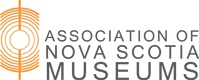 ASSOCIATION OF
NOVA SCOTIA
MUSEUMS